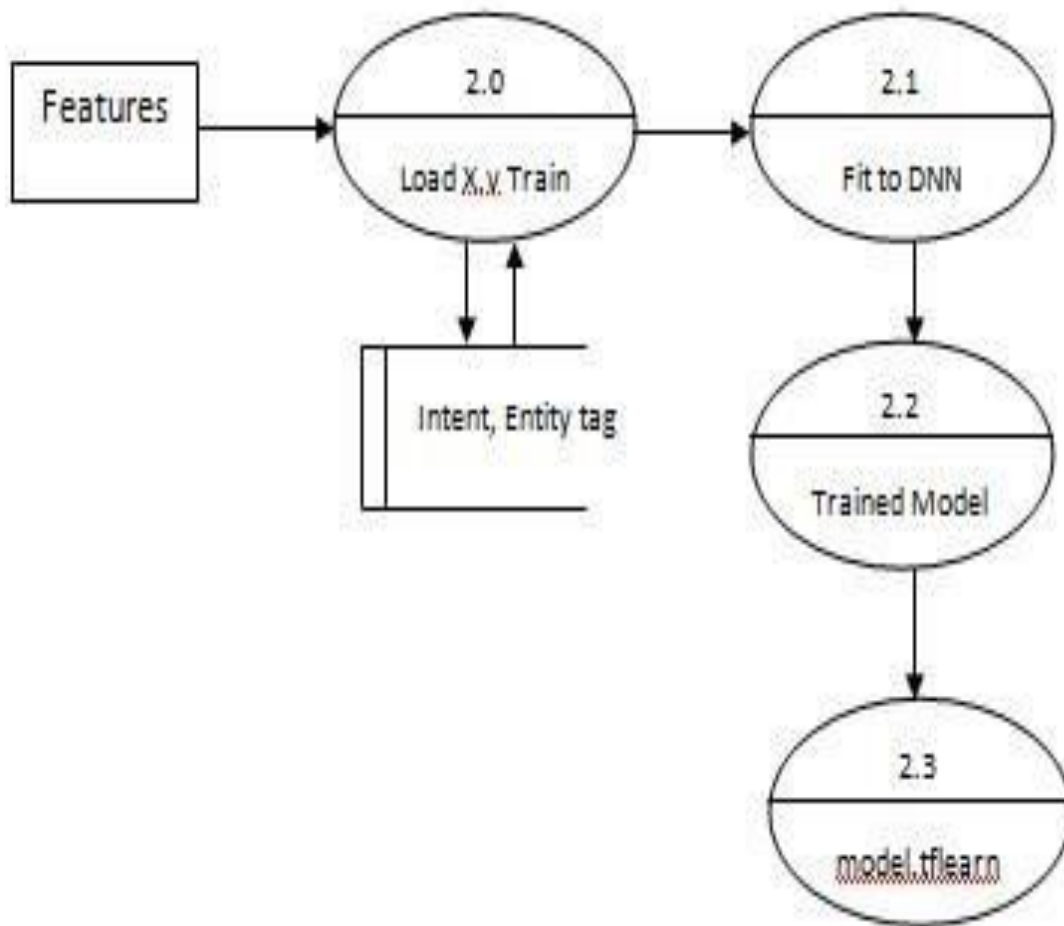 Features
2.0
Load X,y Train
2.1
Fit to DNN
Intent, Entity tag
2.2
Trained Model
2.3
model.tflearn